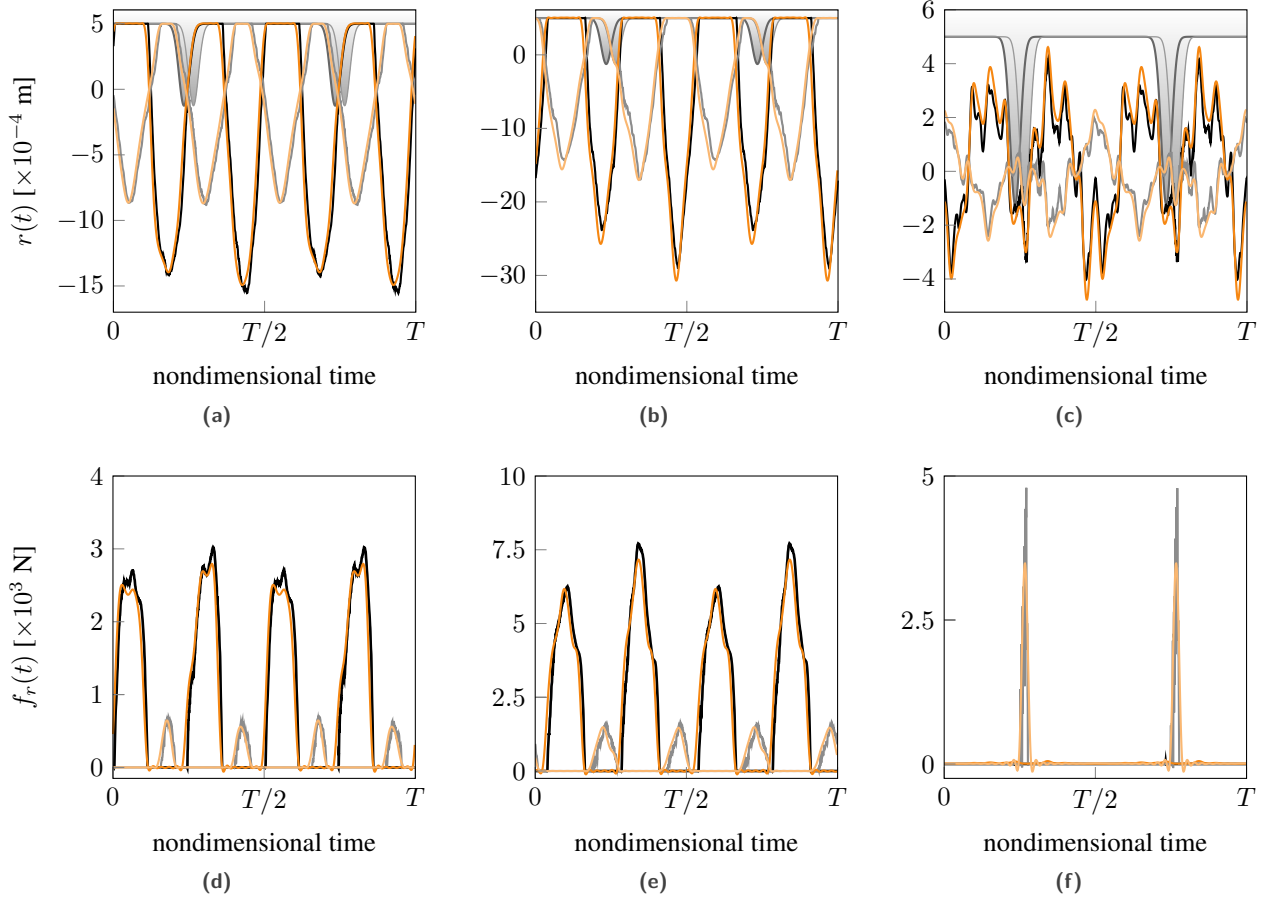 r(t) [×10⁻⁴ m]
5
0
−5
−10
−15
0
T/2
T
nondimensional time
(a)
0
−10
−20
−30
0
T/2
T
nondimensional time
(b)
6
4
2
0
−2
−4
0
T/2
T
nondimensional time
(c)
f_r(t) [×10³ N]
4
3
2
1
0
0
T/2
T
nondimensional time
(d)
10
7.5
5
2.5
0
0
T/2
T
nondimensional time
(e)
5
2.5
0
0
T/2
T
nondimensional time
(f)